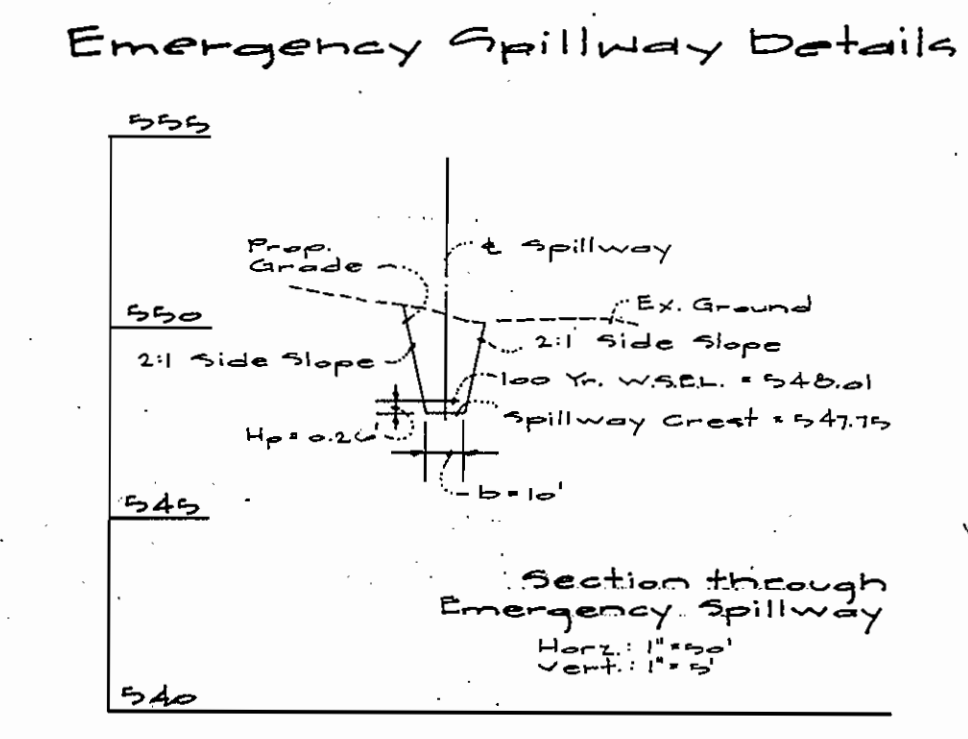 Emergency Spillway Details
555
Prop.
Grade
℄ Spillway
550
Ex. Ground
2:1 Side Slope
2:1 Side Slope
100 Yr. W.S.E.L. = 548.01
Spillway Crest = 547.75
Hp = 0.26
b = 10'
545
Section through
Emergency Spillway
Horz.: 1" = 50'
Vert.: 1" = 5'
540